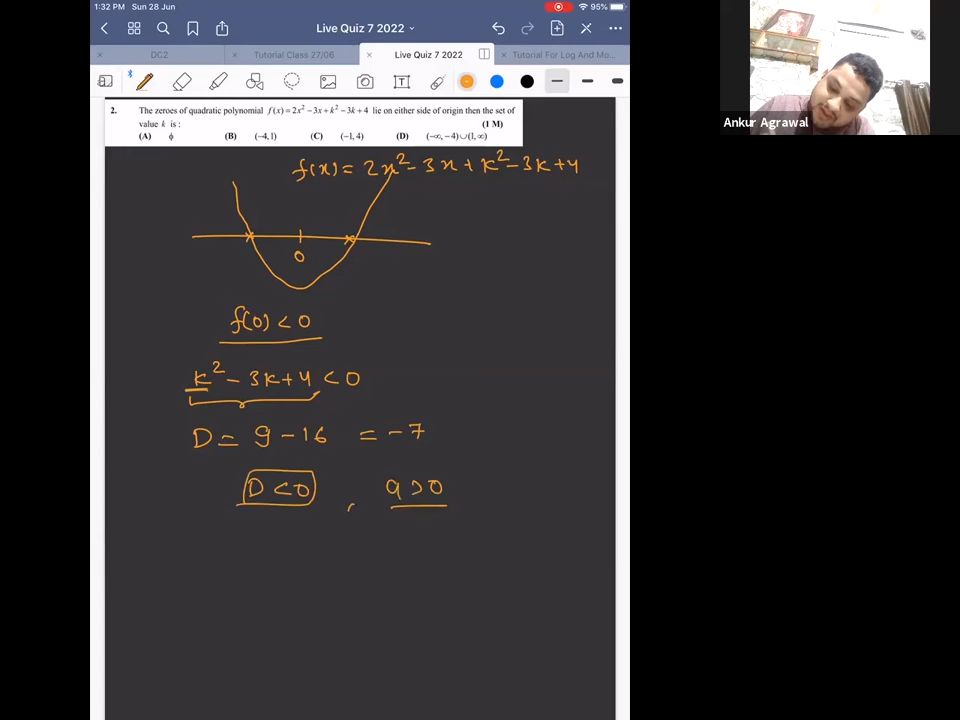 1:32 PM Sun 28 Jun 95%
Live Quiz 7 2022
DC2 Tutorial Class 27/06 Live Quiz 7 2022 Tutorial For Log And Mo...
2. The zeroes of quadratic polynomial f(x) = 2x² − 3x + k² − 3k + 4 lie on either side of origin then the set of
value k is : (1 M)
(A) ϕ (B) (−4, 1) (C) (−1, 4) (D) (−∞, −4) ∪ (1, ∞)
f(x) = 2x² − 3x + k² − 3k + 4
0
f(0) < 0
k² − 3k + 4 < 0
D = 9 − 16 = −7
D < 0 , a > 0
Ankur Agrawal